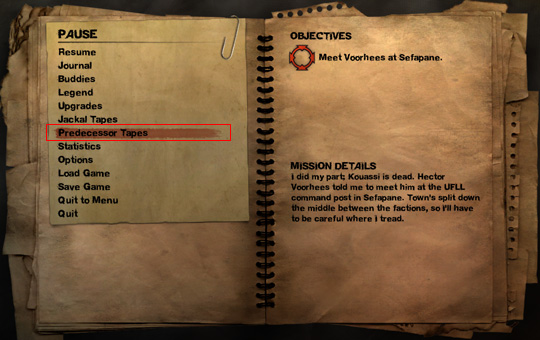 PAUSE
Resume
Journal
Buddies
Legend
Upgrades
Jackal Tapes
Predecessor Tapes
Statistics
Options
Load Game
Save Game
Quit to Menu
Quit
OBJECTIVES
Meet Voorhees at Sefapane.
MISSION DETAILS
I did my part; Kouassi is dead. Hector
Voorhees told me to meet him at the UFLL
command post in Sefapane. Town's split down
the middle between the factions, so I'll have
to be careful where I tread.